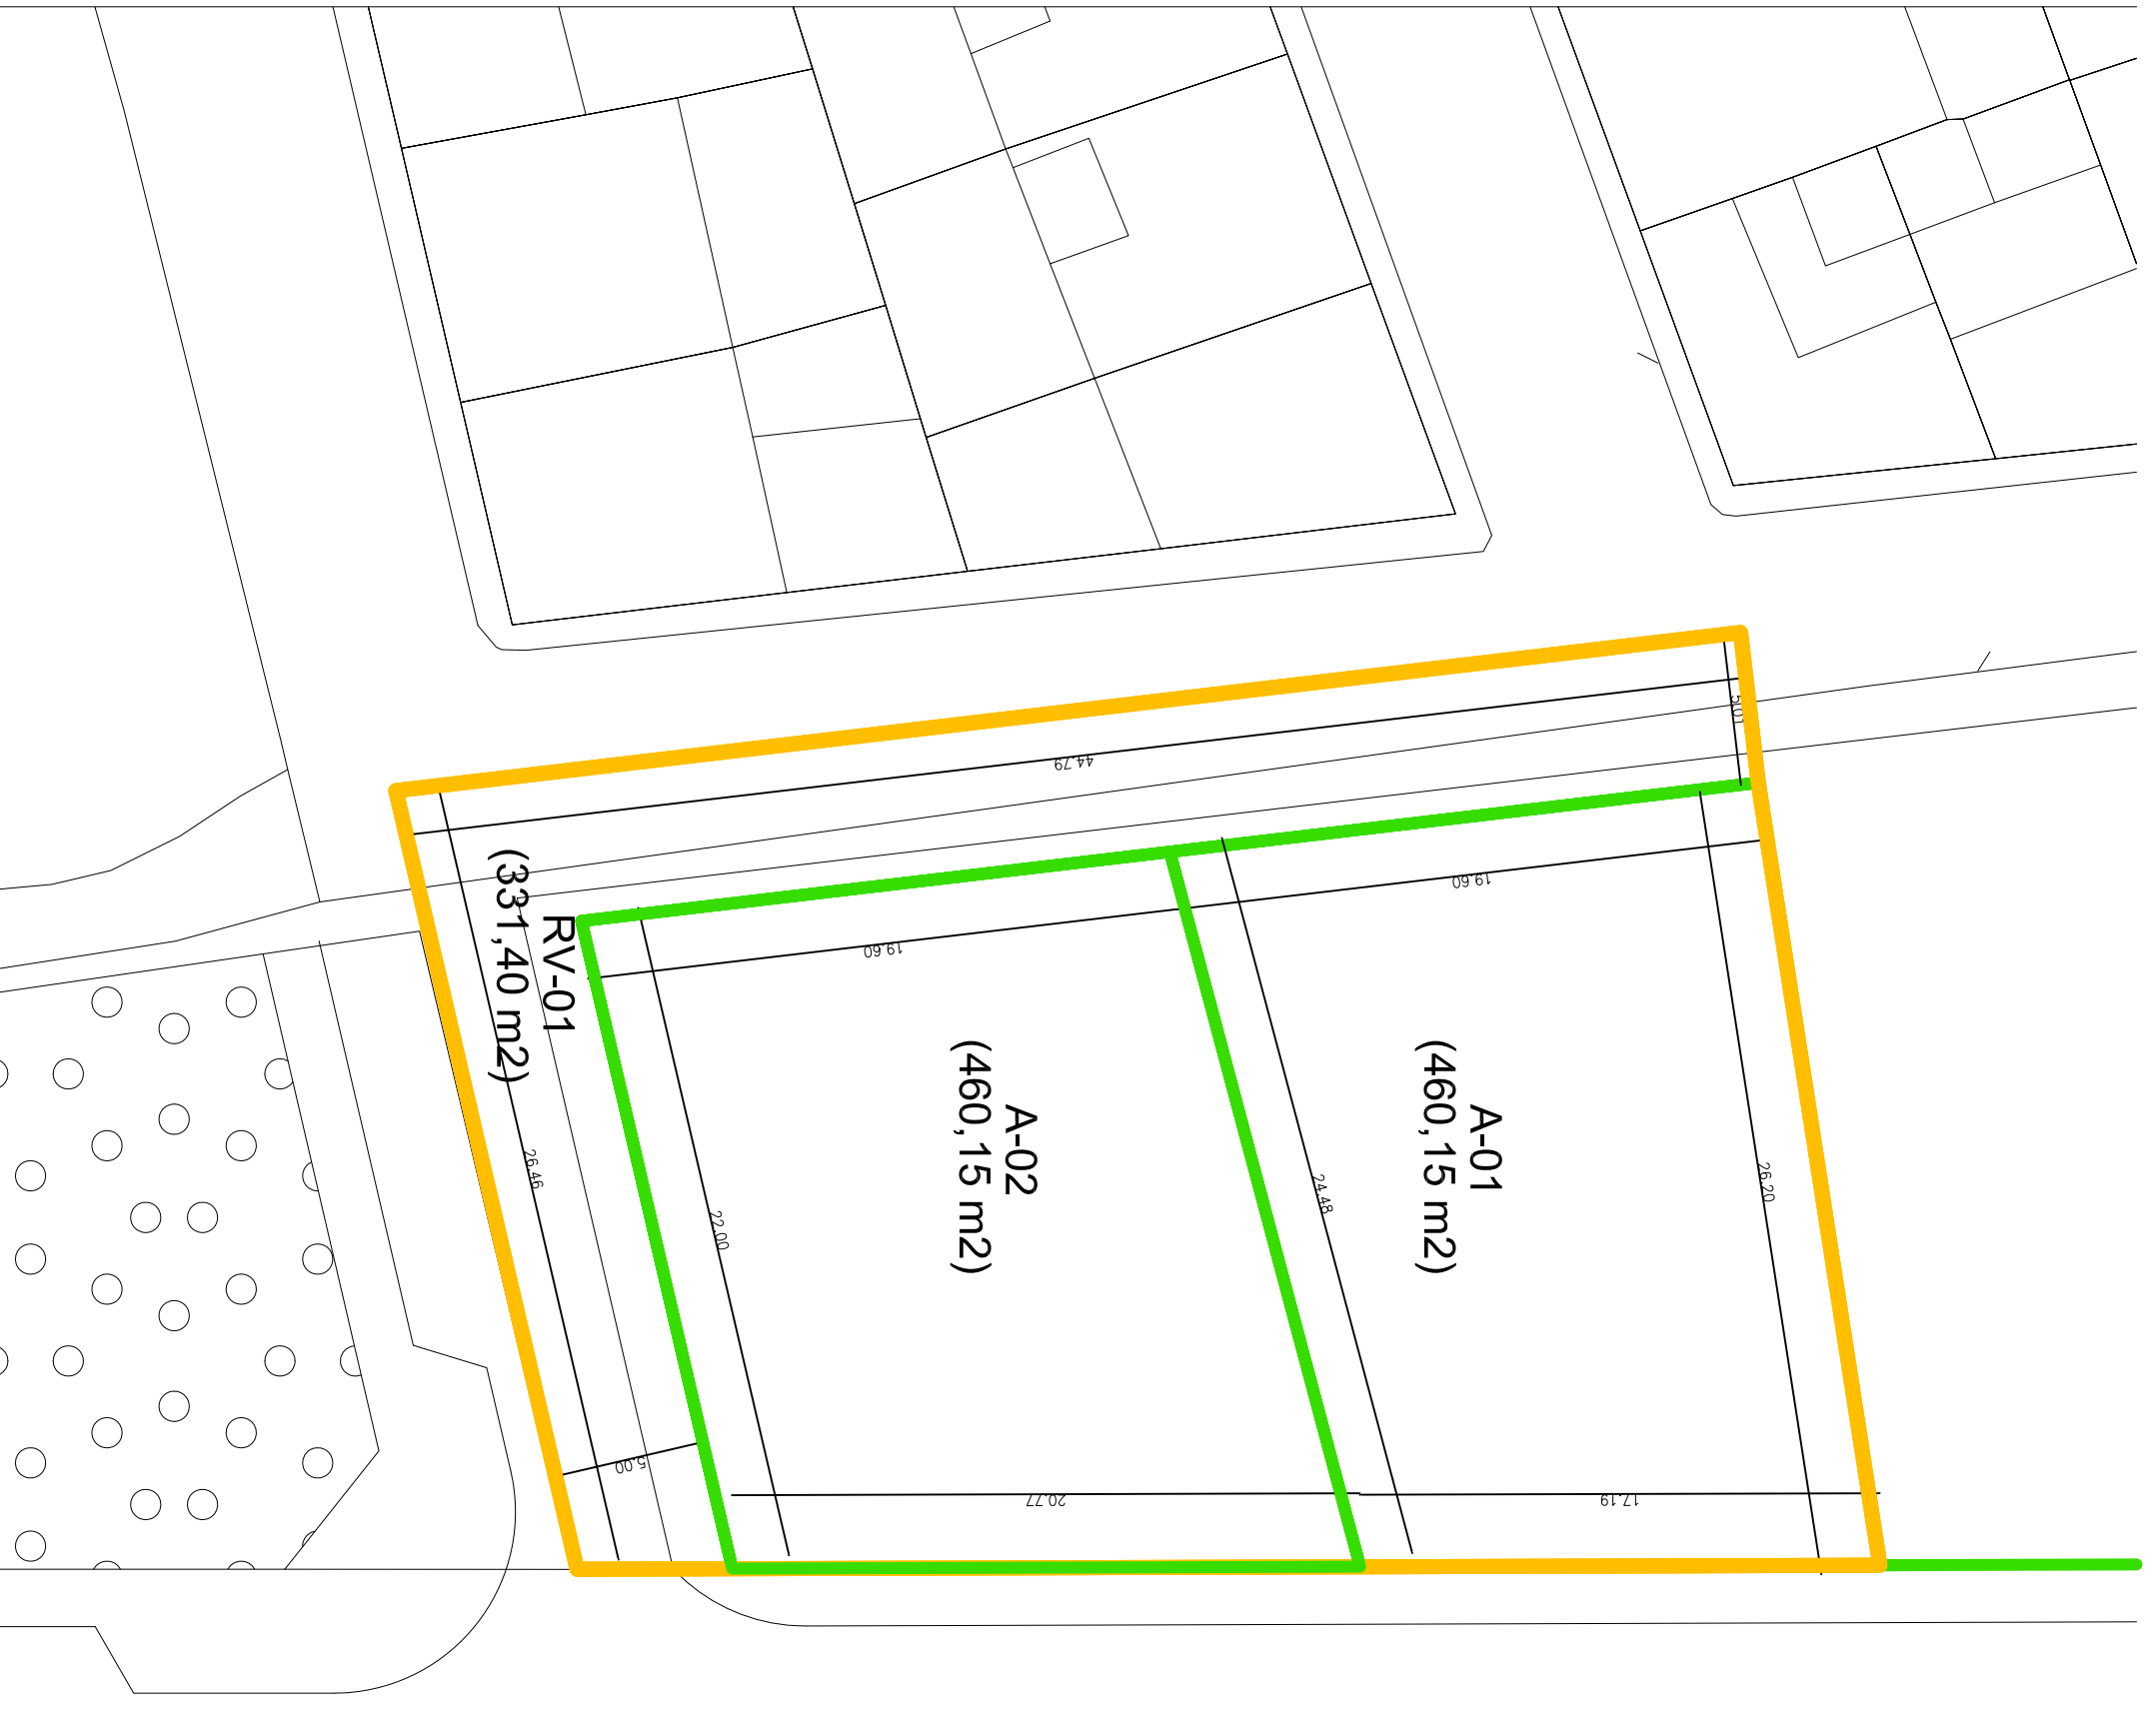 44.79
5.01
19.60
19.60
RV-01
(331,40 m2)
A-02
(460,15 m2)
A-01
(460,15 m2)
26.46
22.00
24.48
26.20
5.00
20.77
17.19